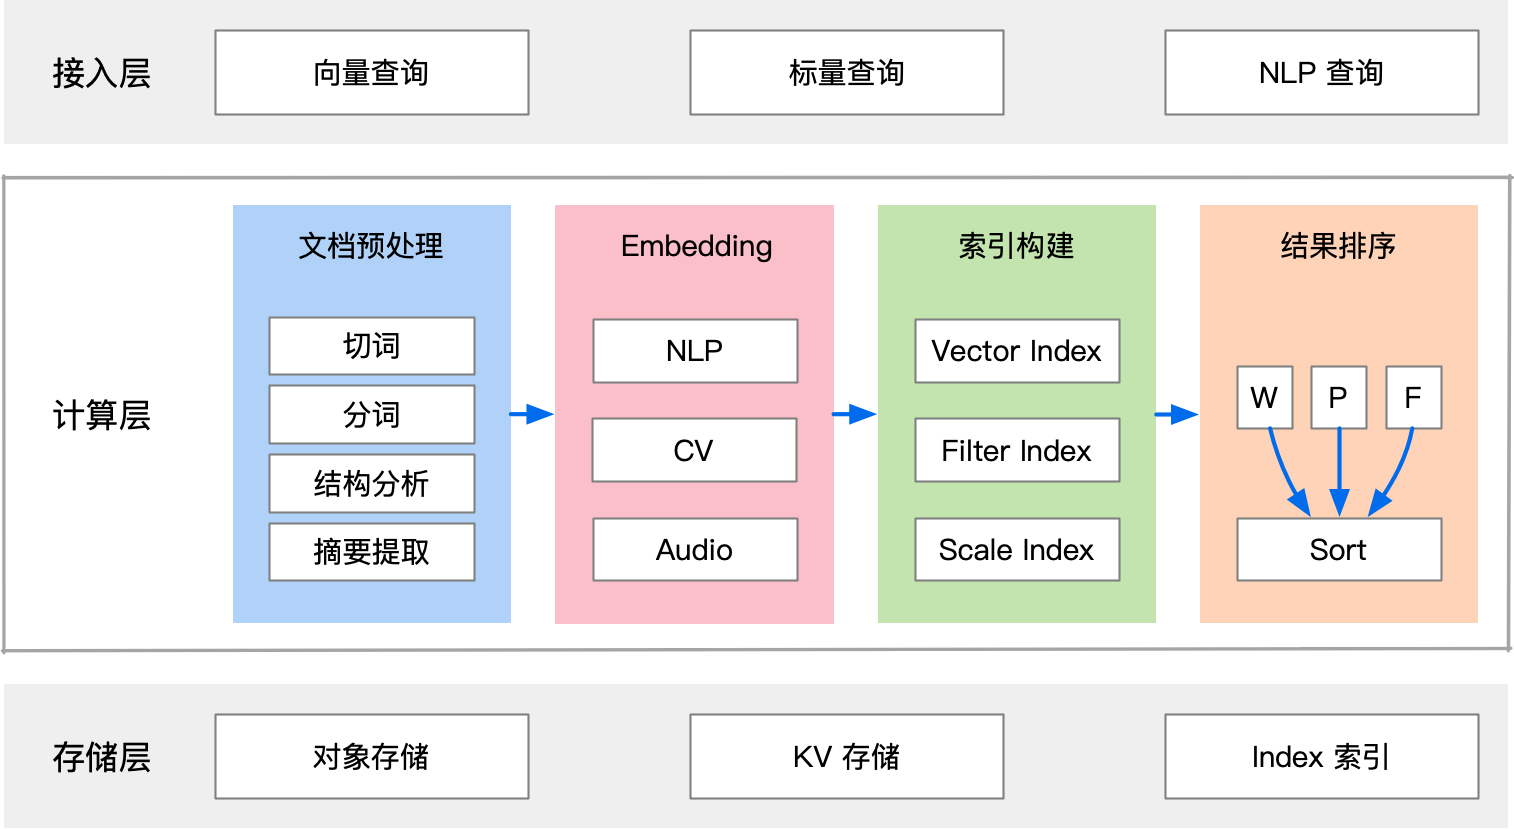 接入层
向量查询
标量查询
NLP 查询
计算层
文档预处理
切词
分词
结构分析
摘要提取
Embedding
NLP
CV
Audio
索引构建
Vector Index
Filter Index
Scale Index
结果排序
W
P
F
Sort
存储层
对象存储
KV 存储
Index 索引